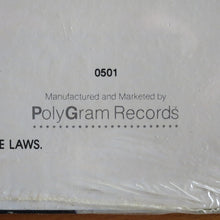 0501
Manufactured and Marketed by
PolyGram Records
E LAWS.